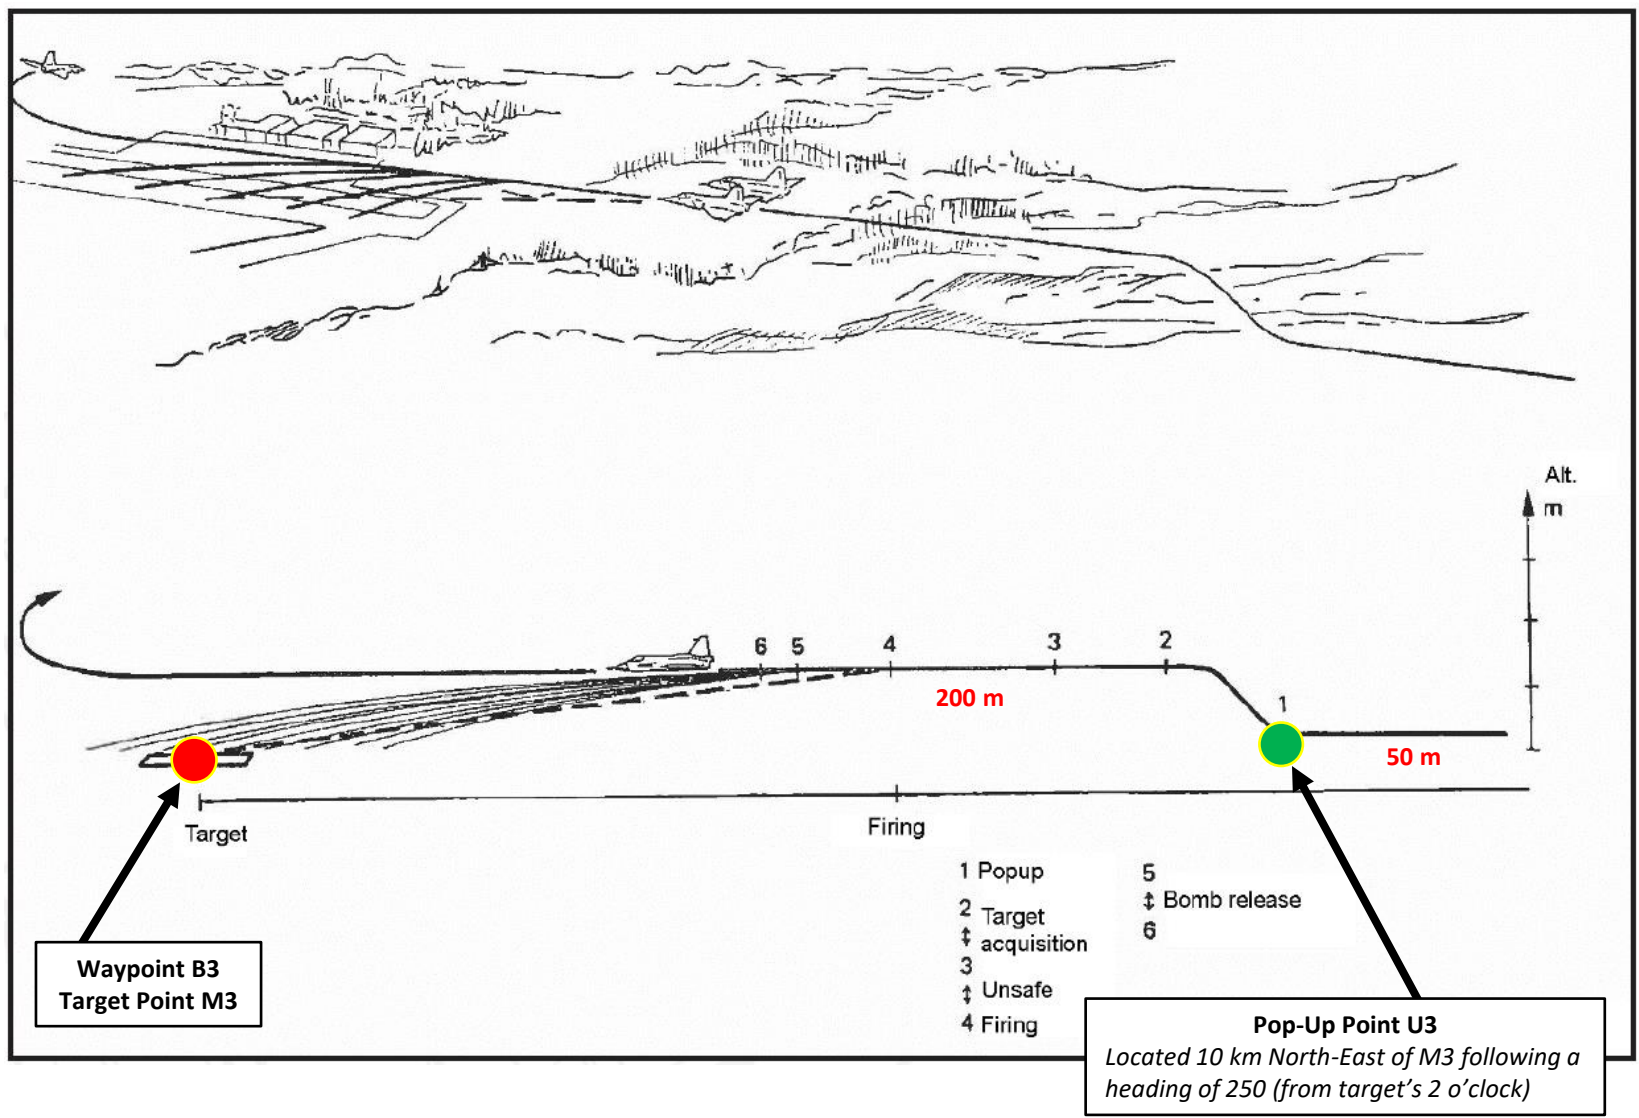 Alt.
m
6 5 4 3 2
1
200 m
50 m
Target
Firing
1 Popup
2 Target
↕ acquisition
3
↕ Unsafe
4 Firing
5
↕ Bomb release
6
Waypoint B3
Target Point M3
Pop-Up Point U3
Located 10 km North-East of M3 following a
heading of 250 (from target’s 2 o’clock)